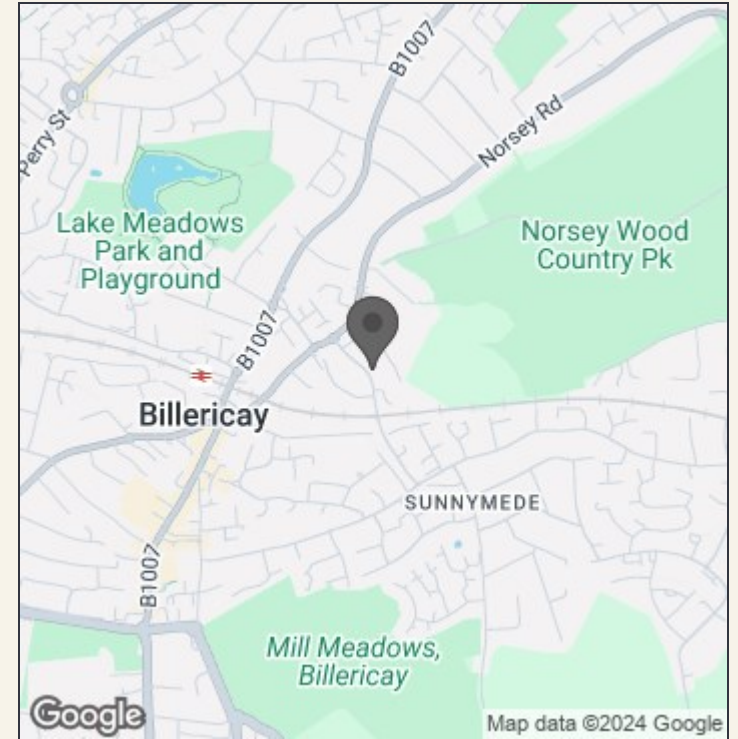 B1007
Perry St
Norsey Rd
Lake Meadows
Park and
Playground
Norsey Wood
Country Pk
B1007
Billericay
SUNNYMEDE
B1007
Mill Meadows,
Billericay
Google
Map data ©2024 Google